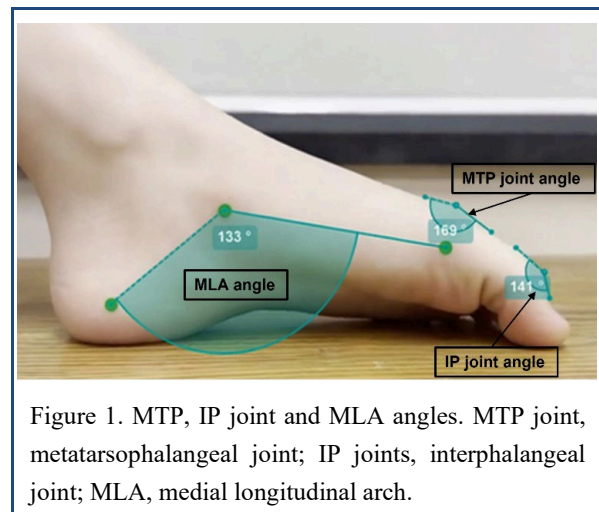 MTP joint angle
169 °
133 °
MLA angle
141 °
IP joint angle
Figure 1. MTP, IP joint and MLA angles. MTP joint,
metatarsophalangeal joint; IP joints, interphalangeal
joint; MLA, medial longitudinal arch.